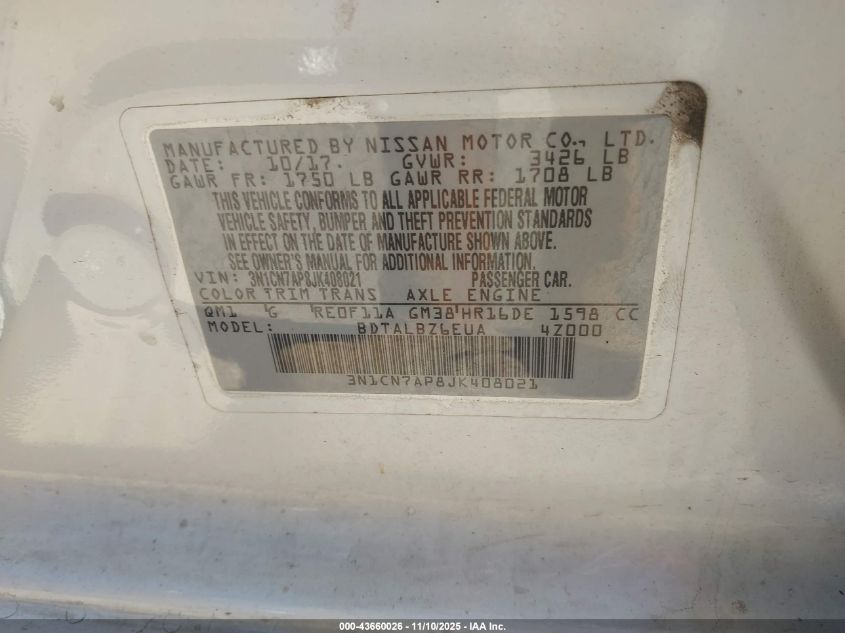 MANUFACTURED BY NISSAN MOTOR CO., LTD.
DATE: 10/17. GVWR: 3426 LB
GAWR FR: 1750 LB GAWR RR: 1708 LB
THIS VEHICLE CONFORMS TO ALL APPLICABLE FEDERAL MOTOR
VEHICLE SAFETY, BUMPER AND THEFT PREVENTION STANDARDS
IN EFFECT ON THE DATE OF MANUFACTURE SHOWN ABOVE.
SEE OWNER'S MANUAL FOR ADDITIONAL INFORMATION.
VIN: 3N1CN7AP8JK408021 PASSENGER CAR.
COLOR TRIM TRANS AXLE ENGINE
QM1 'G 'RE0F11A GM38'HR16DE 1598 CC
MODEL: BDTALBZ6EUA 4Z000
3N1CN7AP8JK408021
000-43660026 - 11/10/2025 - IAA Inc.